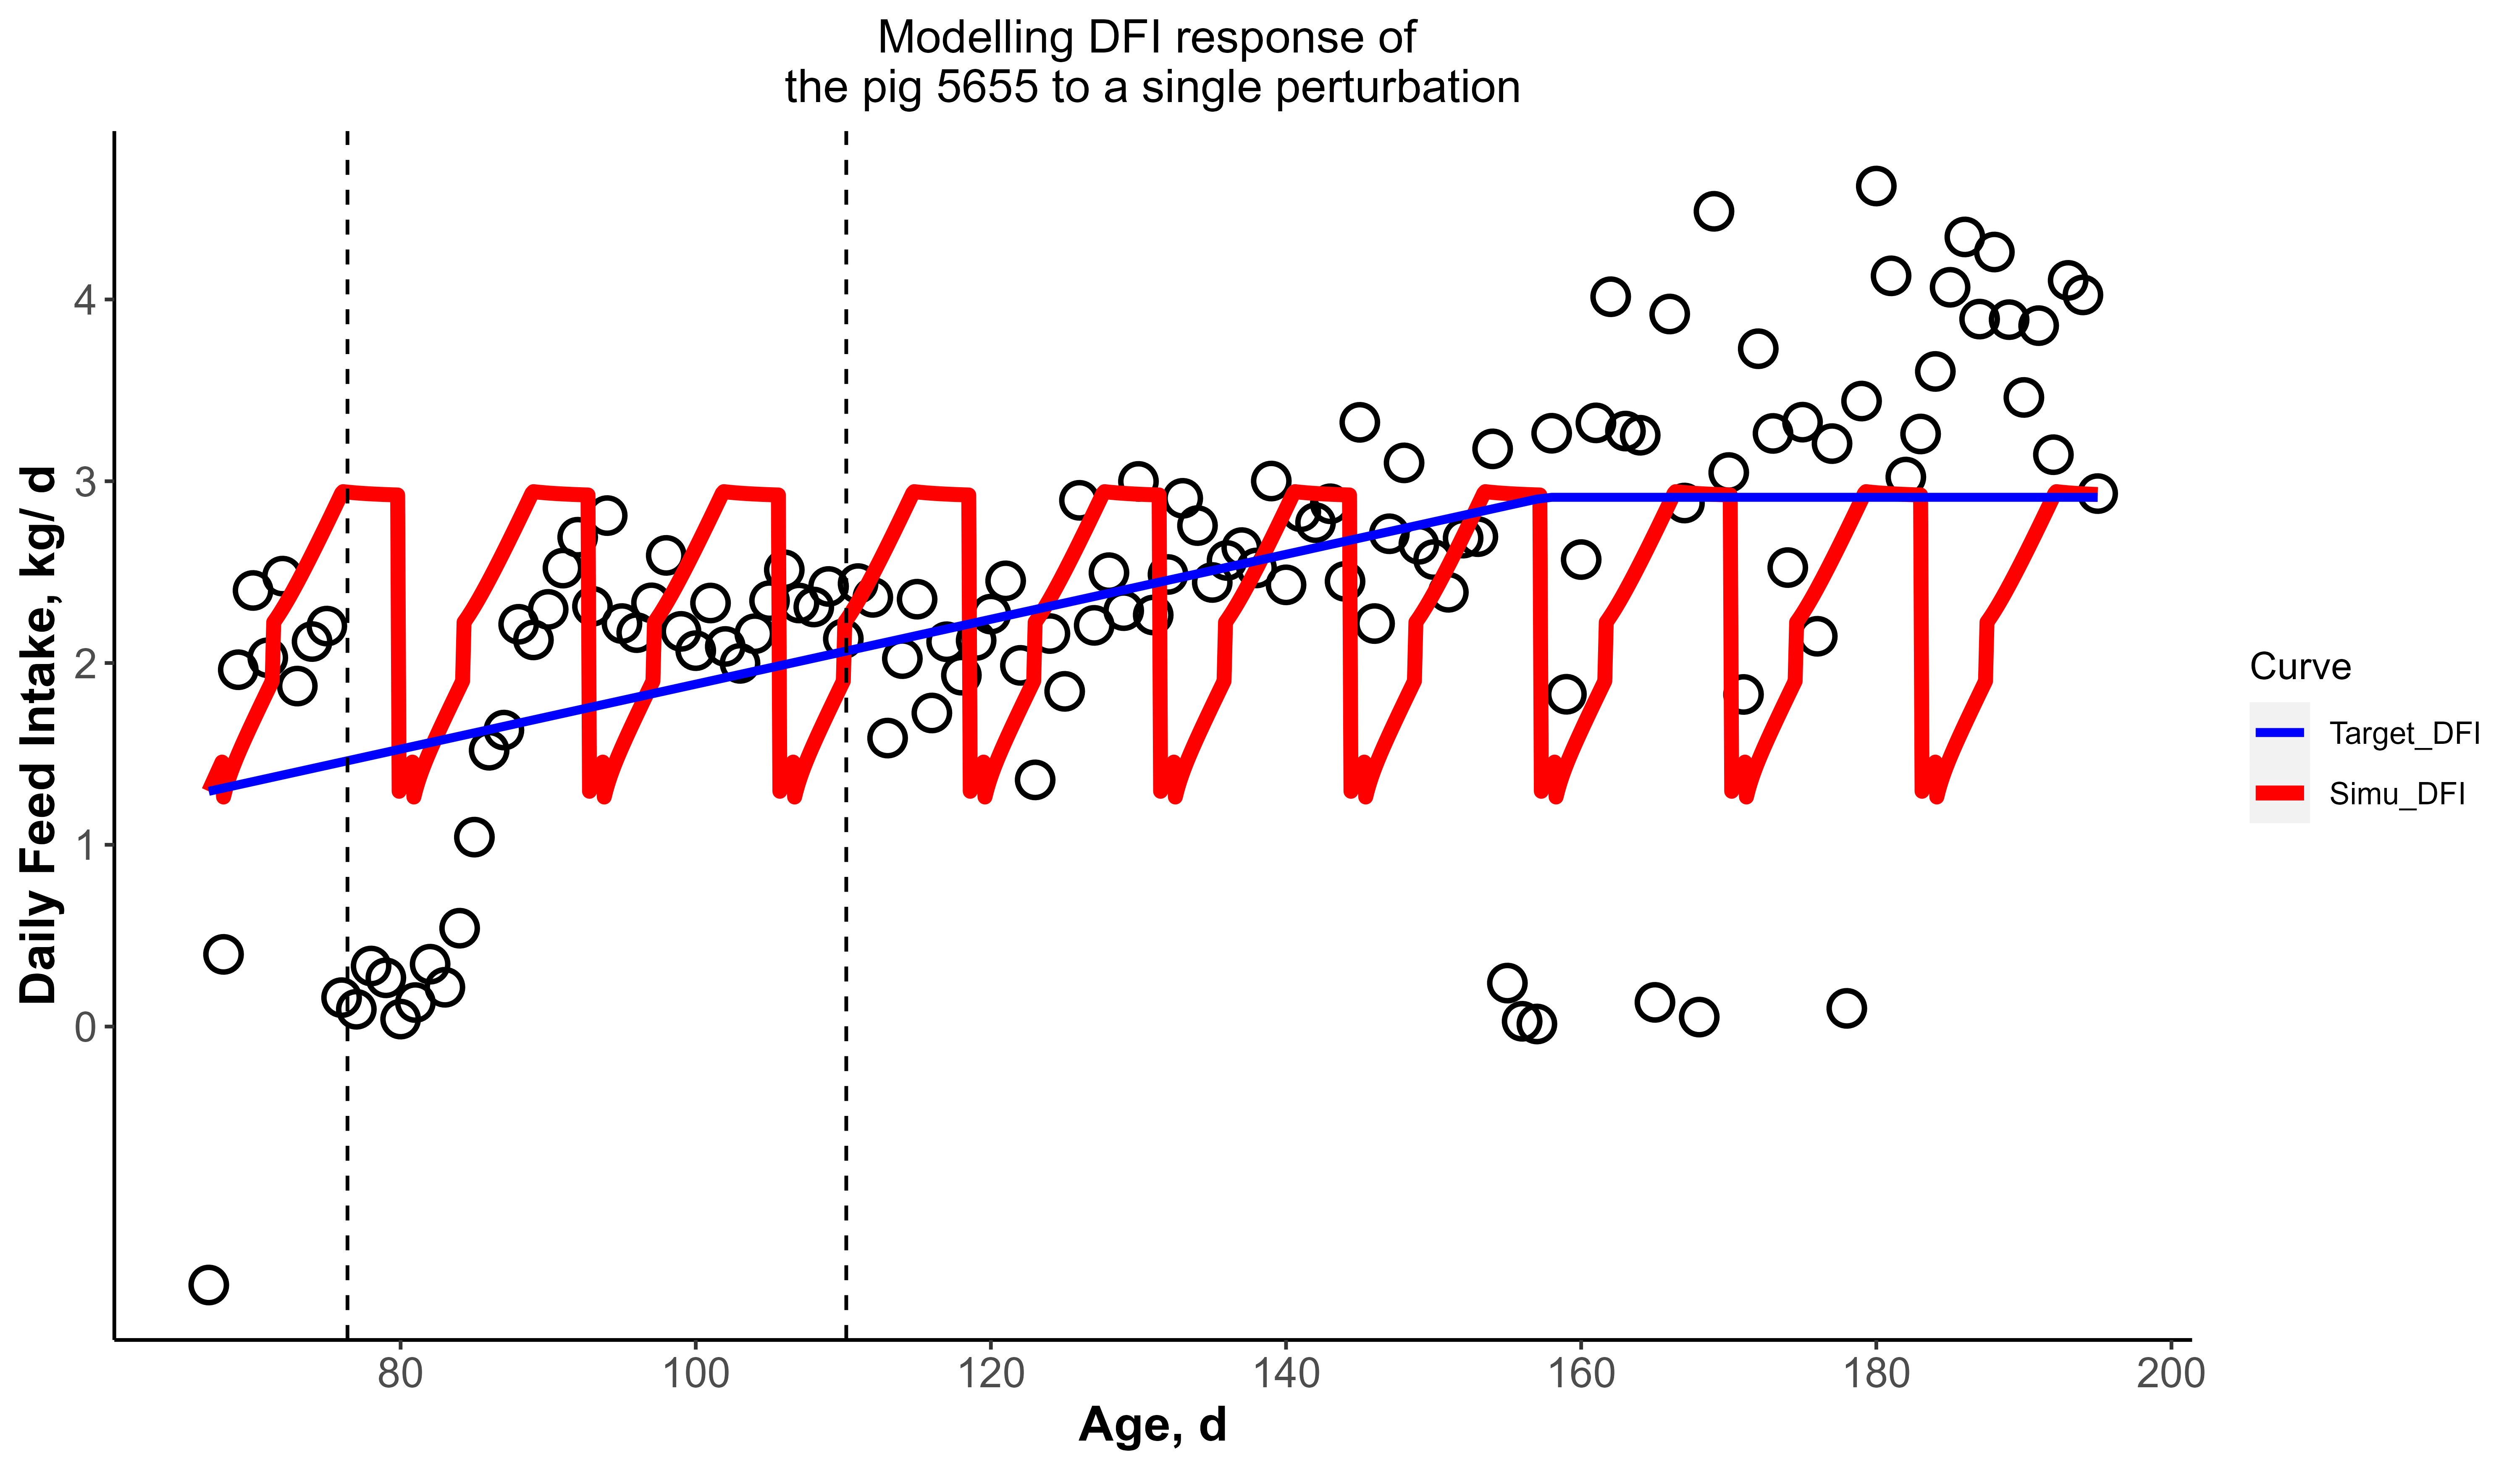 Modelling DFI response of
the pig 5655 to a single perturbation
Daily Feed Intake, kg/ d
4
3
2
1
0
80 100 120 140 160 180 200
Age, d
Curve
Target_DFI
Simu_DFI